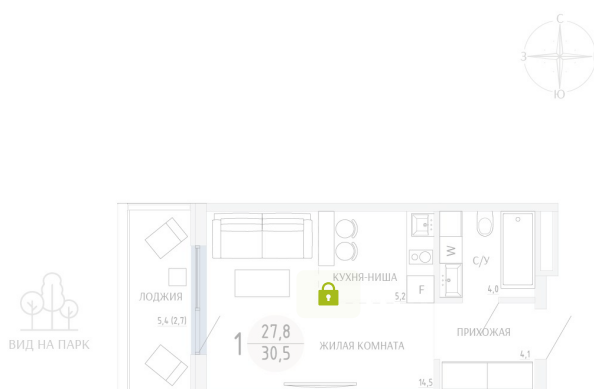 С
З
Ю
КУХНЯ-НИША
5,2
F
W
С/У
4,0
ЛОДЖИЯ
5,4 (2,7)
ВИД НА ПАРК
1
27,8
30,5
ЖИЛАЯ КОМНАТА
14,5
ПРИХОЖАЯ
4,1